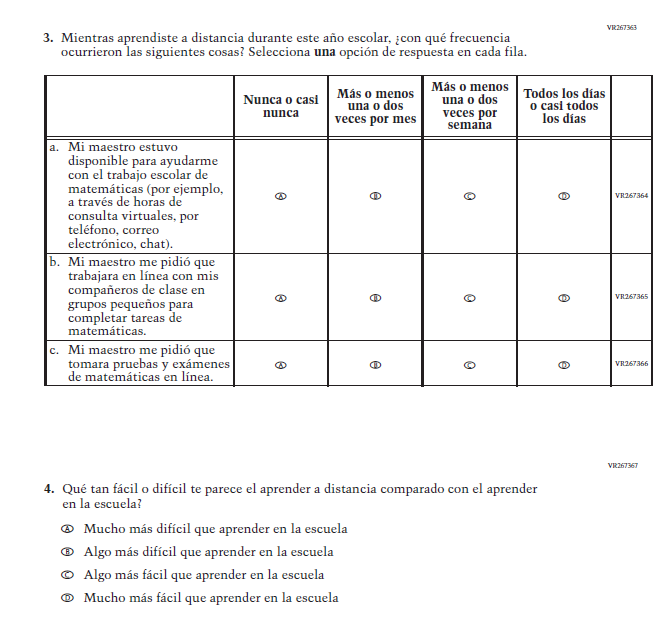 VR267363
3. Mientras aprendiste a distancia durante este año escolar, ¿con qué frecuencia
ocurrieron las siguientes cosas? Selecciona una opción de respuesta en cada fila.
Nunca o casi
nunca
Más o menos
una o dos
veces por mes
Más o menos
una o dos
veces por
semana
Todos los días
o casi todos
los días
a. Mi maestro estuvo
disponible para ayudarme
con el trabajo escolar de
matemáticas (por ejemplo,
a través de horas de
consulta virtuales, por
teléfono, correo
electrónico, chat).
A B C D VR267364
b. Mi maestro me pidió que
trabajara en línea con mis
compañeros de clase en
grupos pequeños para
completar tareas de
matemáticas.
A B C D VR267365
c. Mi maestro me pidió que
tomara pruebas y exámenes
de matemáticas en línea.
A B C D VR267366
VR267367
4. Qué tan fácil o difícil te parece el aprender a distancia comparado con el aprender
en la escuela?
A Mucho más difícil que aprender en la escuela
B Algo más difícil que aprender en la escuela
C Algo más fácil que aprender en la escuela
D Mucho más fácil que aprender en la escuela